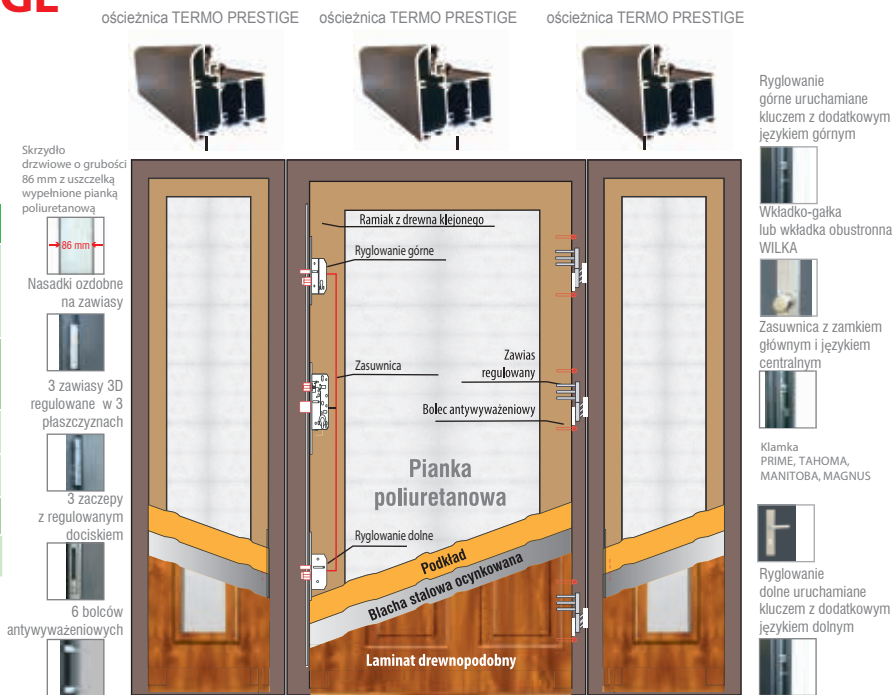 GE
ościeżnica TERMO PRESTIGE
ościeżnica TERMO PRESTIGE
ościeżnica TERMO PRESTIGE
Skrzydło
drzwiowe o grubości
86 mm z uszczelką
wypełnione pianką
poliuretanową
86 mm
Nasadki ozdobne
na zawiasy
3 zawiasy 3D
regulowane w 3
płaszczyznach
3 zaczepy
z regulowanym
dociskiem
6 bolców
antywyważeniowych
Ramiak z drewna klejonego
Ryglowanie górne
Zasuwnica
Zawias
regulowany
Bolec antywyważeniowy
Pianka
poliuretanowa
Ryglowanie dolne
Podkład
Blacha stalowa ocynkowana
Laminat drewnopodobny
Ryglowanie
górne uruchamiane
kluczem z dodatkowym
językiem górnym
Wkładko-gałka
lub wkładka obustronna
WILKA
Zasuwnica z zamkiem
głównym i językiem
centralnym
Klamka
PRIME, TAHOMA,
MANITOBA, MAGNUS
Ryglowanie
dolne uruchamiane
kluczem z dodatkowym
językiem dolnym